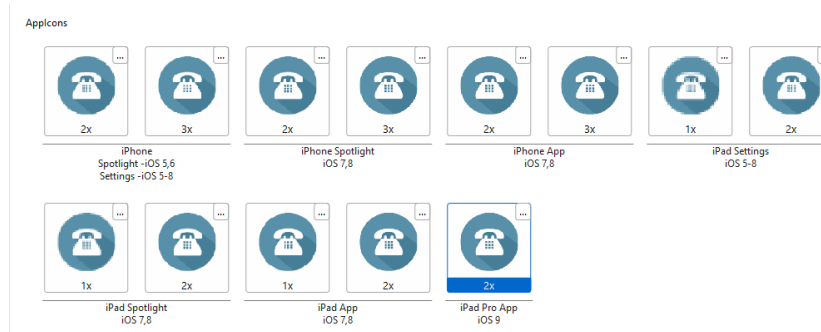 AppIcons
... ... ... ... ... ... ... ...
2x 3x 2x 3x 2x 3x 1x 2x
iPhone
Spotlight -iOS 5,6
Settings -iOS 5-8
iPhone Spotlight
iOS 7,8
iPhone App
iOS 7,8
iPad Settings
iOS 5-8
... ... ... ... ...
1x 2x 1x 2x 2x
iPad Spotlight
iOS 7,8
iPad App
iOS 7,8
iPad Pro App
iOS 9